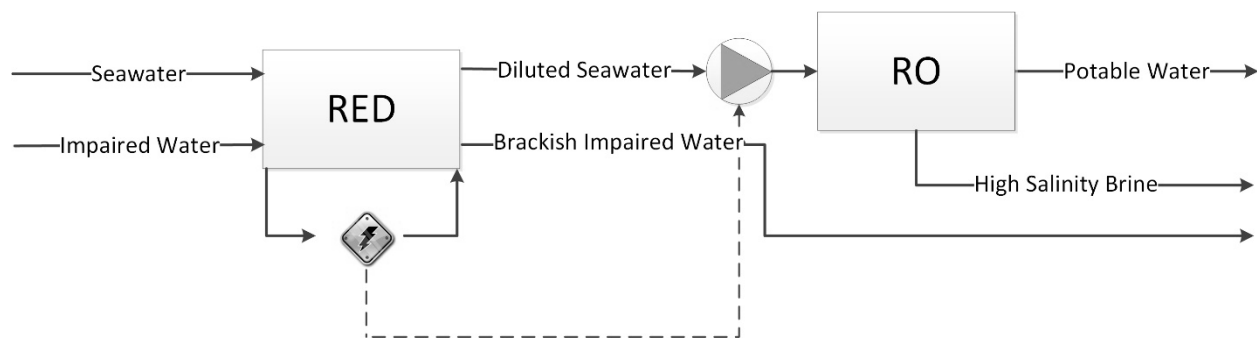 Seawater
Impaired Water
RED
Diluted Seawater
Brackish Impaired Water
RO
Potable Water
High Salinity Brine